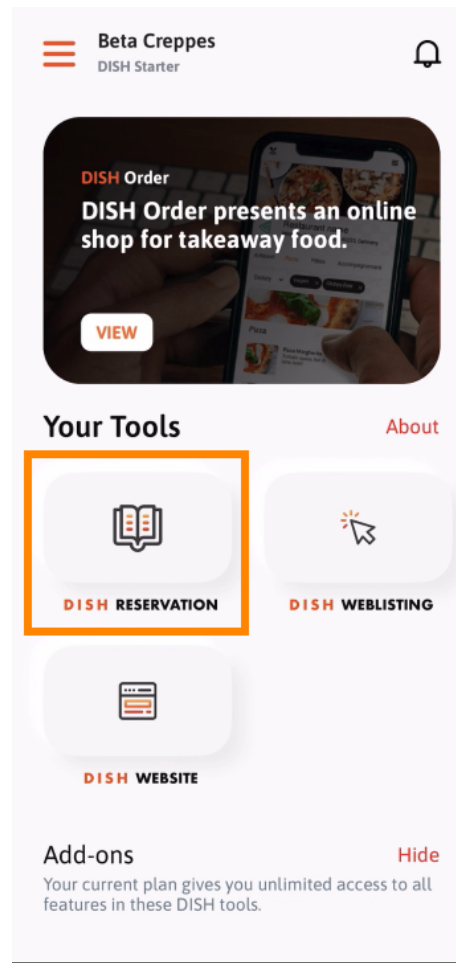 Beta Creppes
DISH Starter
DISH Order
DISH Order presents an online
shop for takeaway food.
VIEW
Pizza
Your Tools
About
DISH RESERVATION
DISH WEBLISTING
DISH WEBSITE
Add-ons
Hide
Your current plan gives you unlimited access to all
features in these DISH tools.